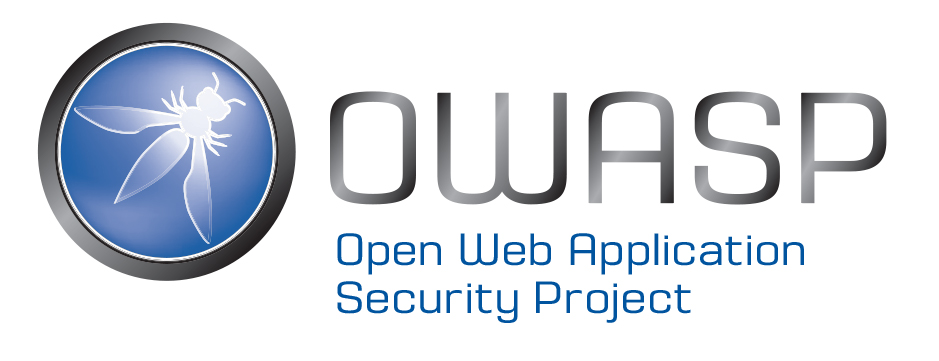 OWASP
Open Web Application
Security Project